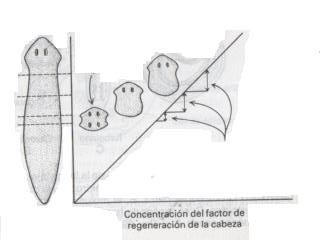 Concentración del factor de
regeneración de la cabeza